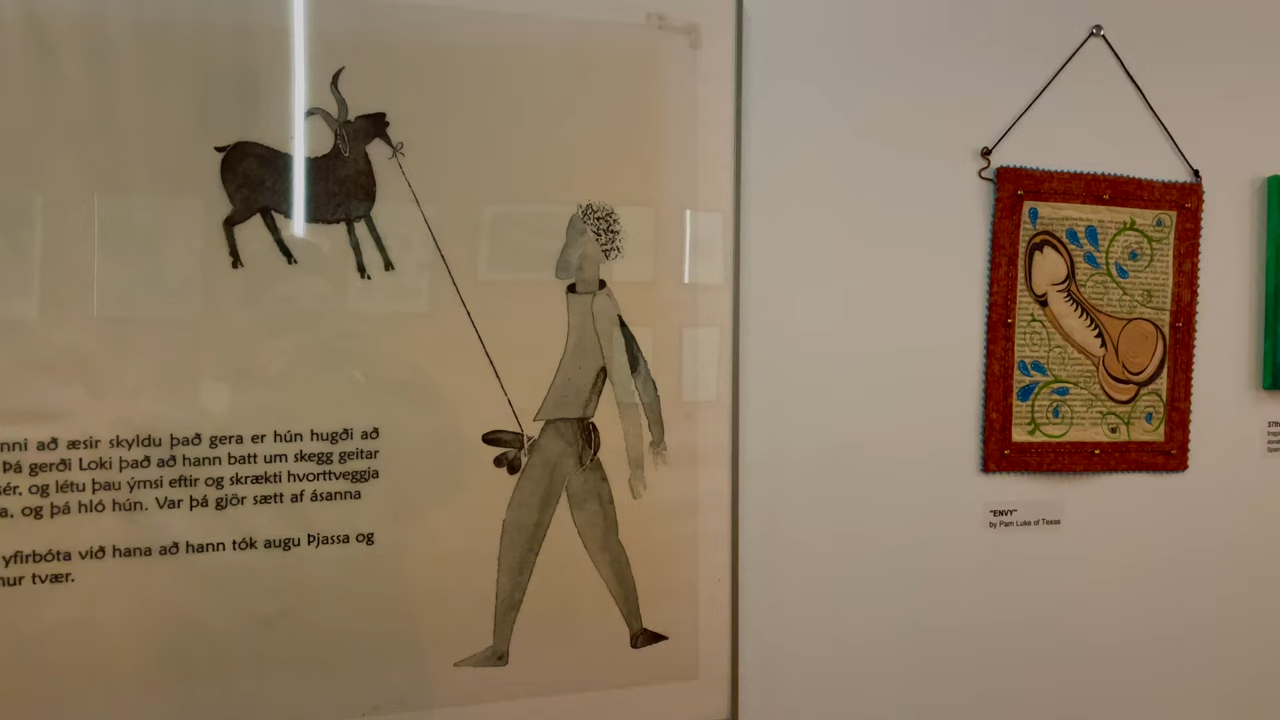 nni að æsir skyldu það gera er hún hugði að
Þá gerði Loki það að hann batt um skegg geitar
sér, og létu þau ýmsi eftir og skrækti hvorttveggja
a, og þá hló hún. Var þá gjör sætt af ásanna
yfirbóta við hana að hann tók augu Þjassa og
nur tvær.
"ENVY"
by Pam Luke of Texas
37th